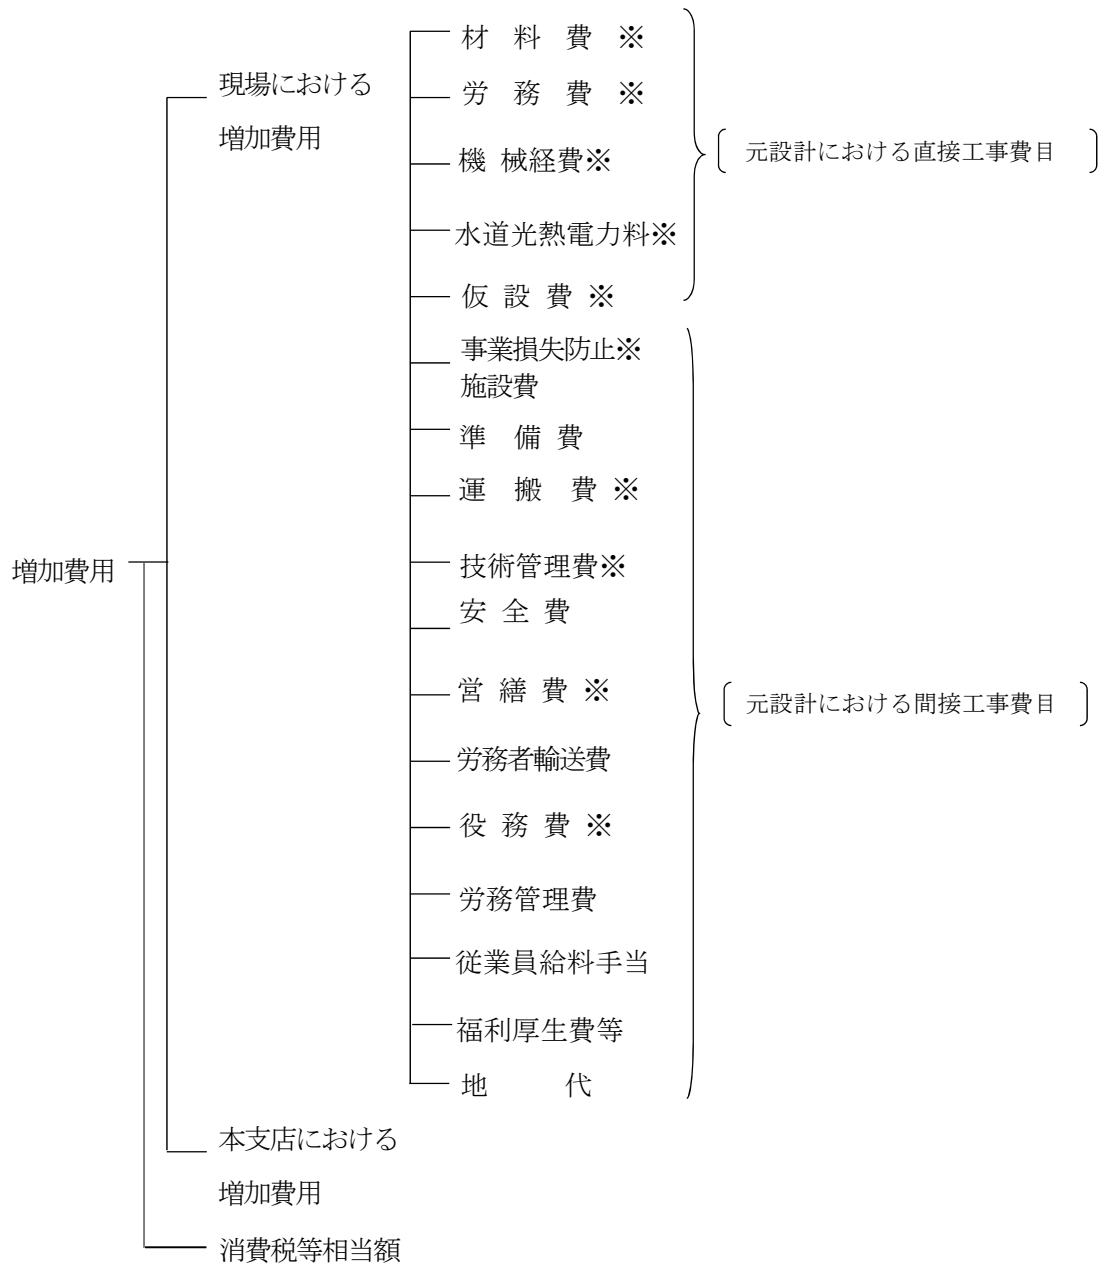 材 料 費 ※
現場における
労 務 費 ※
増加費用
機 械経費※
元設計における直接工事費目
水道光熱電力料※
仮 設 費 ※
事業損失防止※
施設費
準 備 費
運 搬 費 ※
増加費用
技術管理費※
安 全 費
営 繕 費 ※
元設計における間接工事費目
労務者輸送費
役 務 費 ※
労務管理費
従業員給料手当
福利厚生費等
地 代
本支店における
増加費用
消費税等相当額